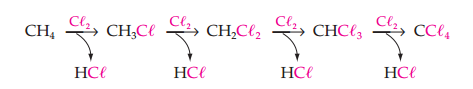 Cℓ₂ Cℓ₂ Cℓ₂ Cℓ₂
CH₄ → CH₃Cℓ → CH₂Cℓ₂ → CHCℓ₃ → CCℓ₄
HCℓ HCℓ HCℓ HCℓ